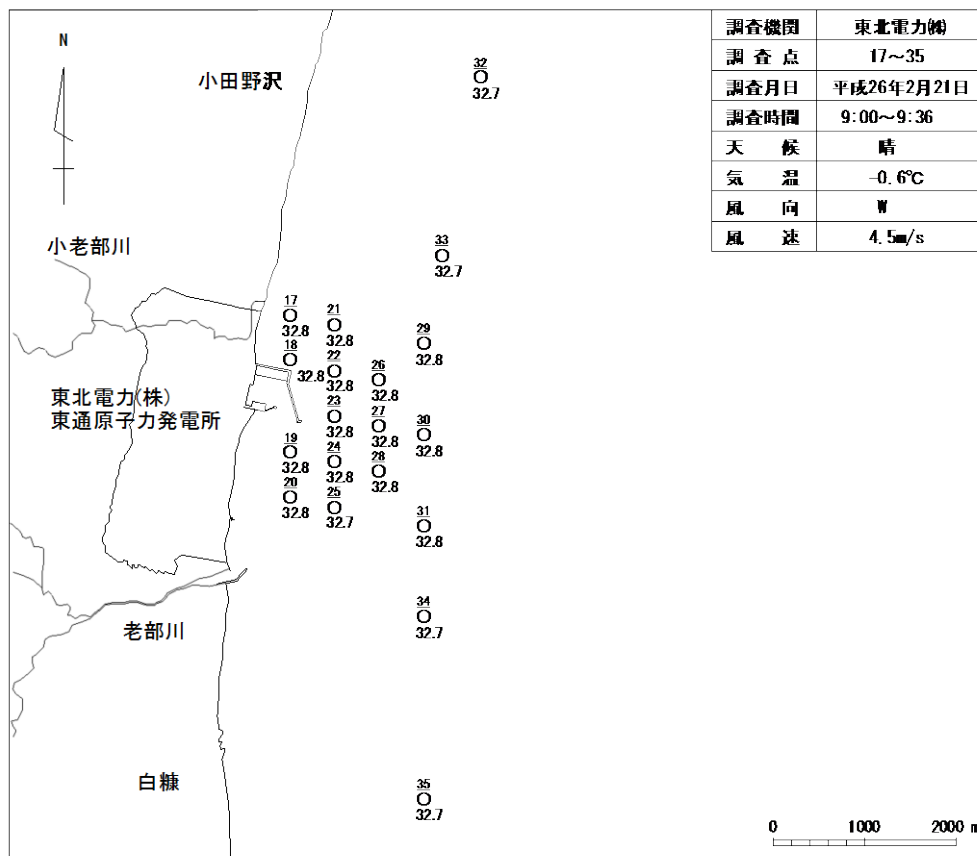 調査機関 東北電力㈱
調査点 17～35
調査月日 平成26年2月21日
調査時間 9:00～9:36
天候 晴
気温 -0.6℃
風向 W
風速 4.5m/s
N
小田野沢
32
32.7
小老部川
33
32.7
17
32.8
21
32.8
18
32.8
29
32.8
22
32.8
26
32.8
東北電力(株)
東通原子力発電所
23
32.8
27
32.8
30
32.8
19
32.8
24
32.8
28
32.8
20
32.8
25
32.7
31
32.8
34
32.7
老部川
白糠
35
32.7
0 1000 2000 m